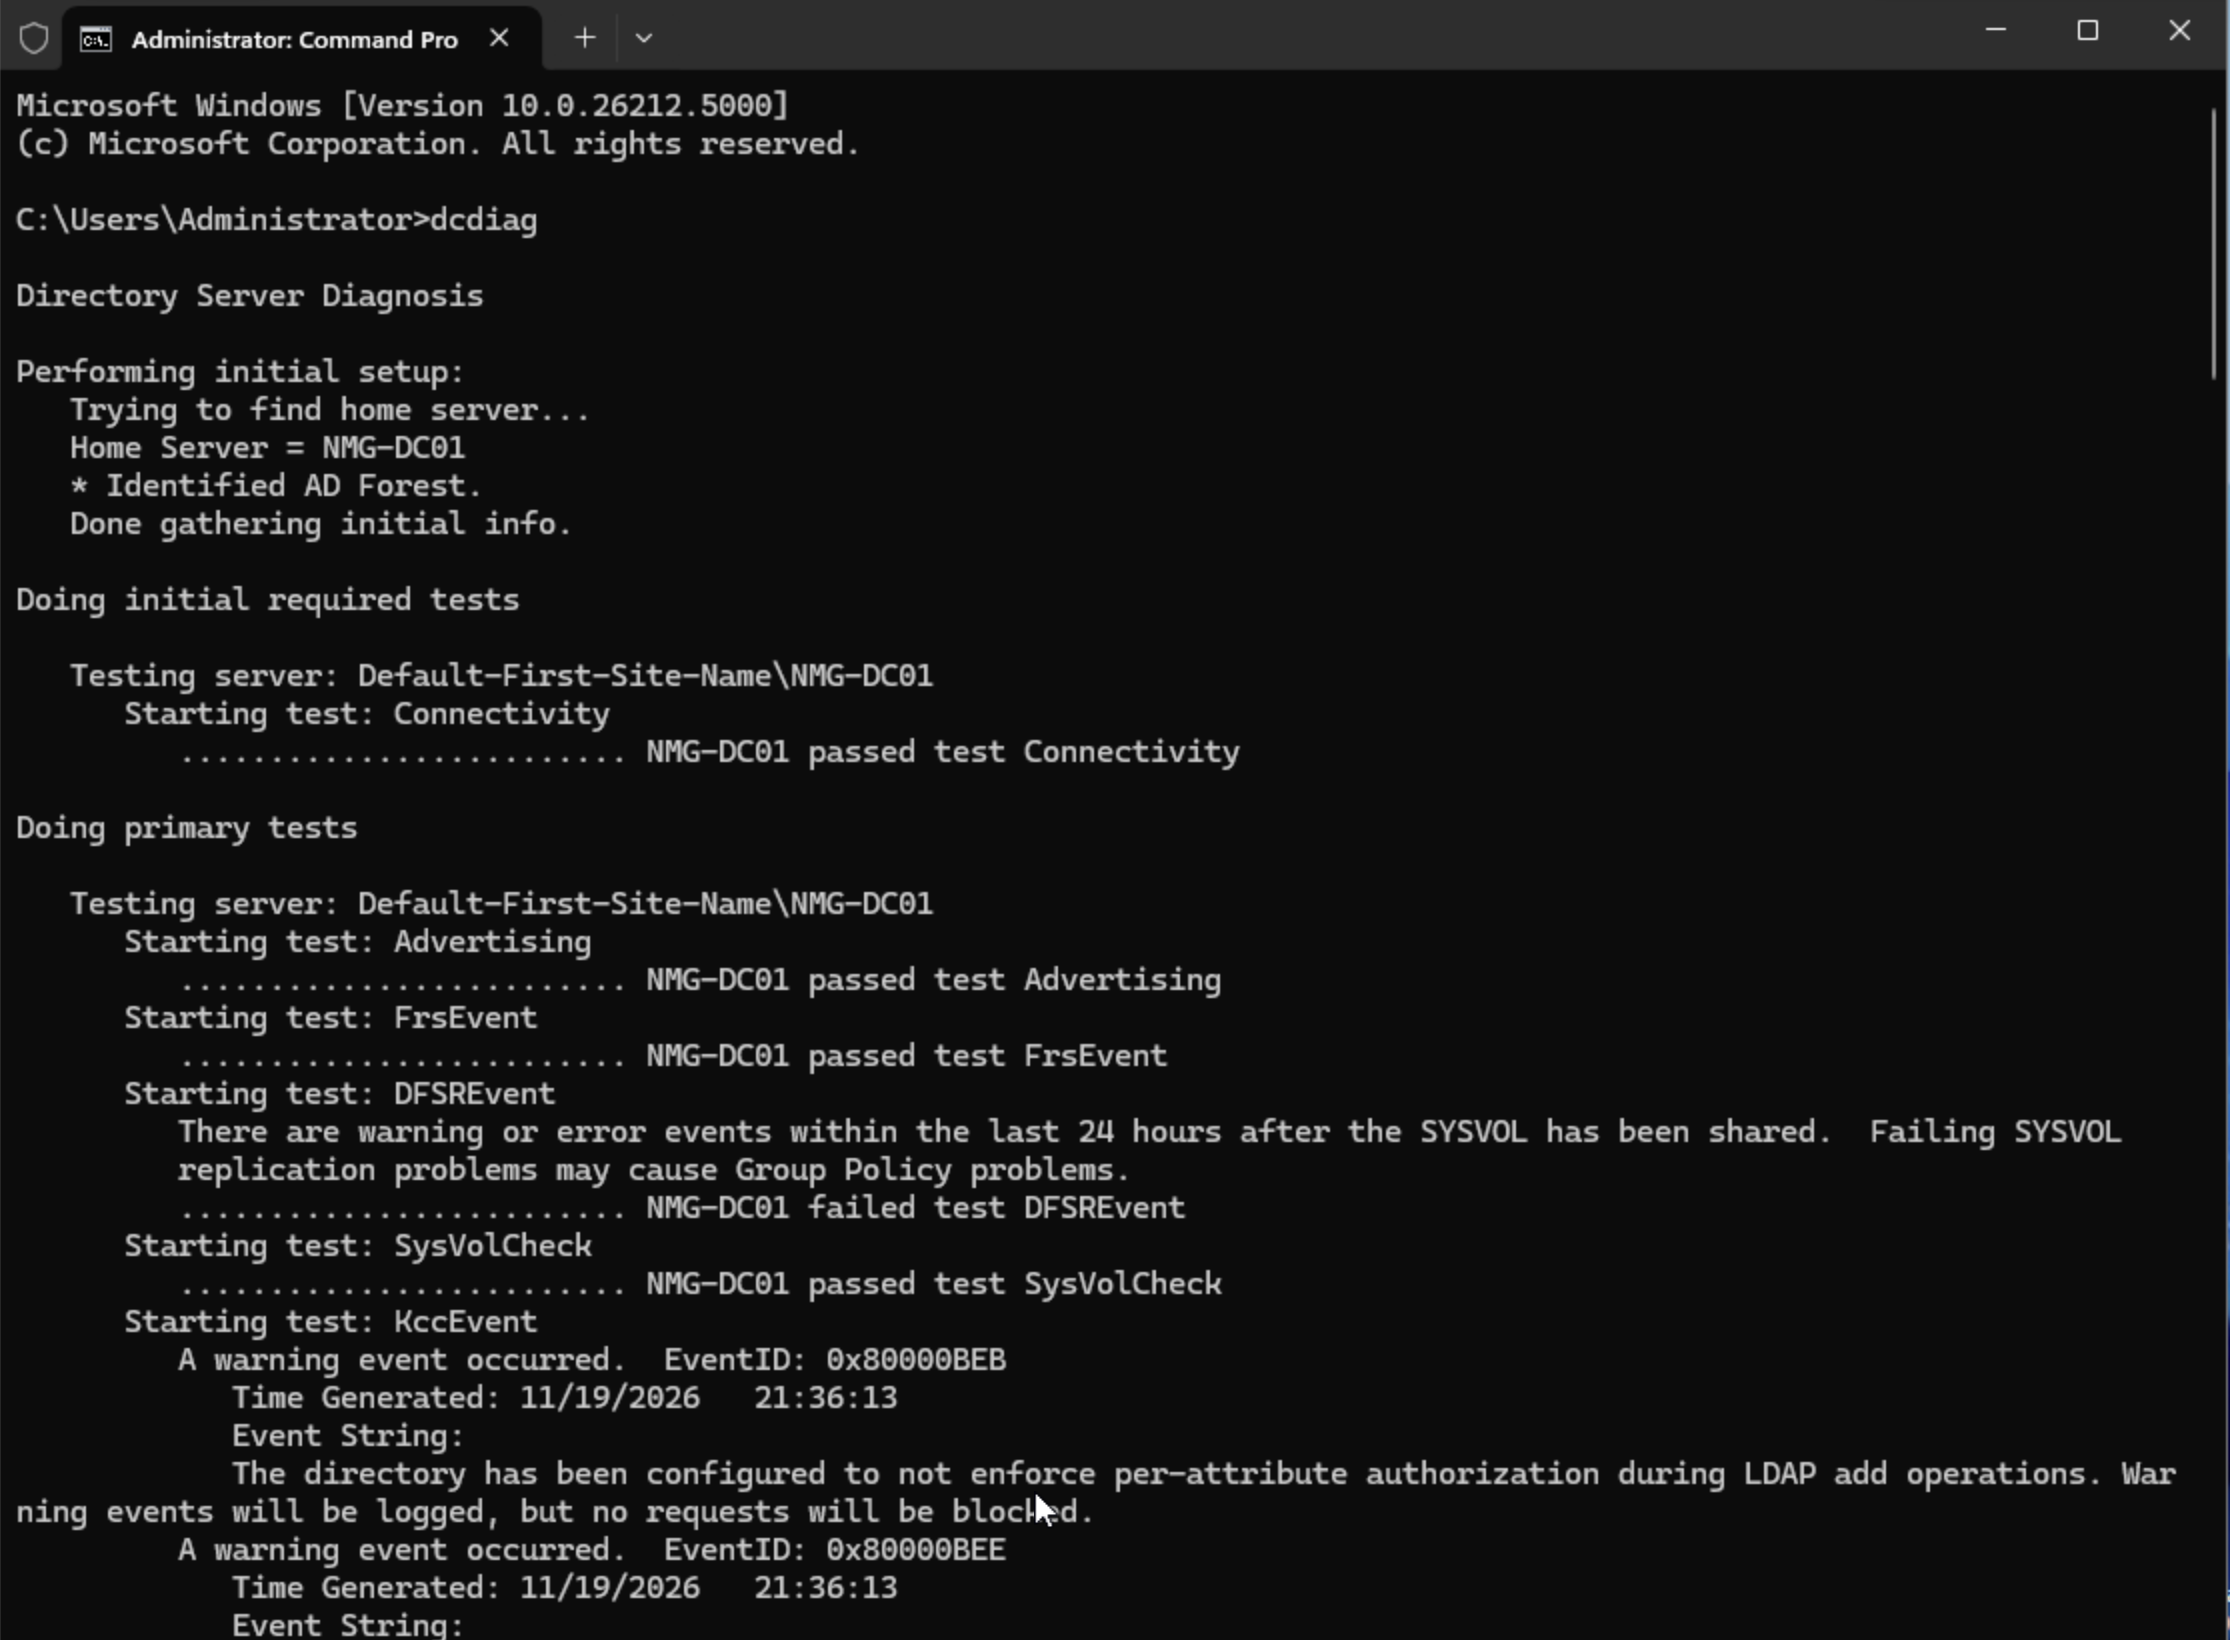 Administrator: Command Pro
Microsoft Windows [Version 10.0.26212.5000]
(c) Microsoft Corporation. All rights reserved.
C:\Users\Administrator>dcdiag
Directory Server Diagnosis
Performing initial setup:
Trying to find home server...
Home Server = NMG-DC01
* Identified AD Forest.
Done gathering initial info.
Doing initial required tests
Testing server: Default-First-Site-Name\NMG-DC01
Starting test: Connectivity
......................... NMG-DC01 passed test Connectivity
Doing primary tests
Testing server: Default-First-Site-Name\NMG-DC01
Starting test: Advertising
......................... NMG-DC01 passed test Advertising
Starting test: FrsEvent
......................... NMG-DC01 passed test FrsEvent
Starting test: DFSREvent
There are warning or error events within the last 24 hours after the SYSVOL has been shared.  Failing SYSVOL
replication problems may cause Group Policy problems.
......................... NMG-DC01 failed test DFSREvent
Starting test: SysVolCheck
......................... NMG-DC01 passed test SysVolCheck
Starting test: KccEvent
A warning event occurred.  EventID: 0x80000BEB
Time Generated: 11/19/2026   21:36:13
Event String:
The directory has been configured to not enforce per-attribute authorization during LDAP add operations. War
ning events will be logged, but no requests will be blocked.
A warning event occurred.  EventID: 0x80000BEE
Time Generated: 11/19/2026   21:36:13
Event String: